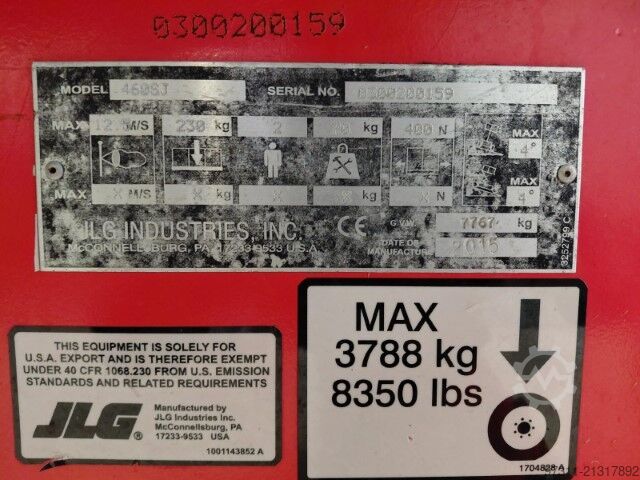 0300200159
MODEL 460SJ SERIAL NO. 0300200159
MAX 12.5 M/S 230 kg 2 kg 400 N MAX 4°
MAX X M/S X kg X X kg X N MAX 4°
JLG INDUSTRIES, INC. CE G.V.W. 7767 kg
McCONNELLSBURG, PA. 17233-9533 U.S.A. DATE OF MANUFACTURE 2015
3252799 C
THIS EQUIPMENT IS SOLELY FOR
U.S.A. EXPORT AND IS THEREFORE EXEMPT
UNDER 40 CFR 1068.230 FROM U.S. EMISSION
STANDARDS AND RELATED REQUIREMENTS
JLG®
Manufactured by
JLG Industries Inc.
McConnellsburg, PA
17233-9533 USA
1001143852 A
MAX
3788 kg
8350 lbs
1704828 A
21317892